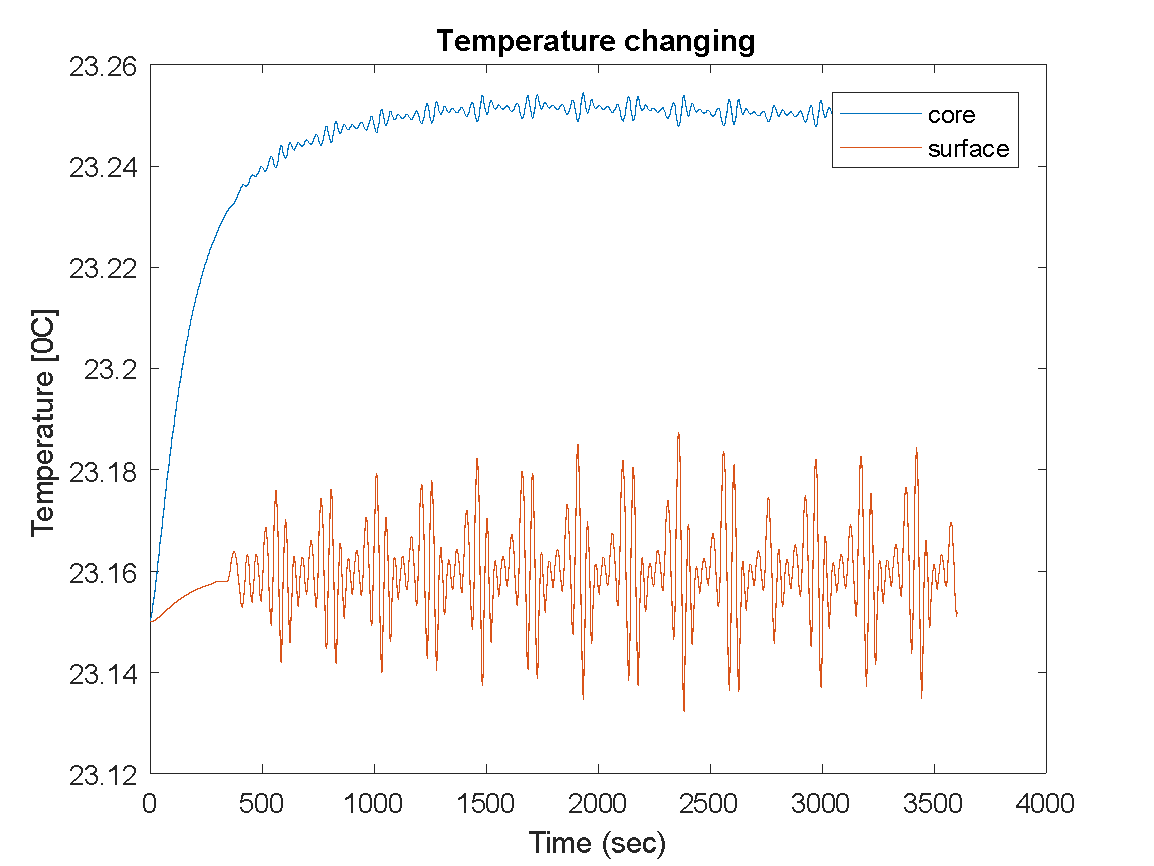 Temperature changing
23.26
23.24
23.22
23.2
23.18
23.16
23.14
23.12
Temperature [0C]
core
surface
0 500 1000 1500 2000 2500 3000 3500 4000
Time (sec)